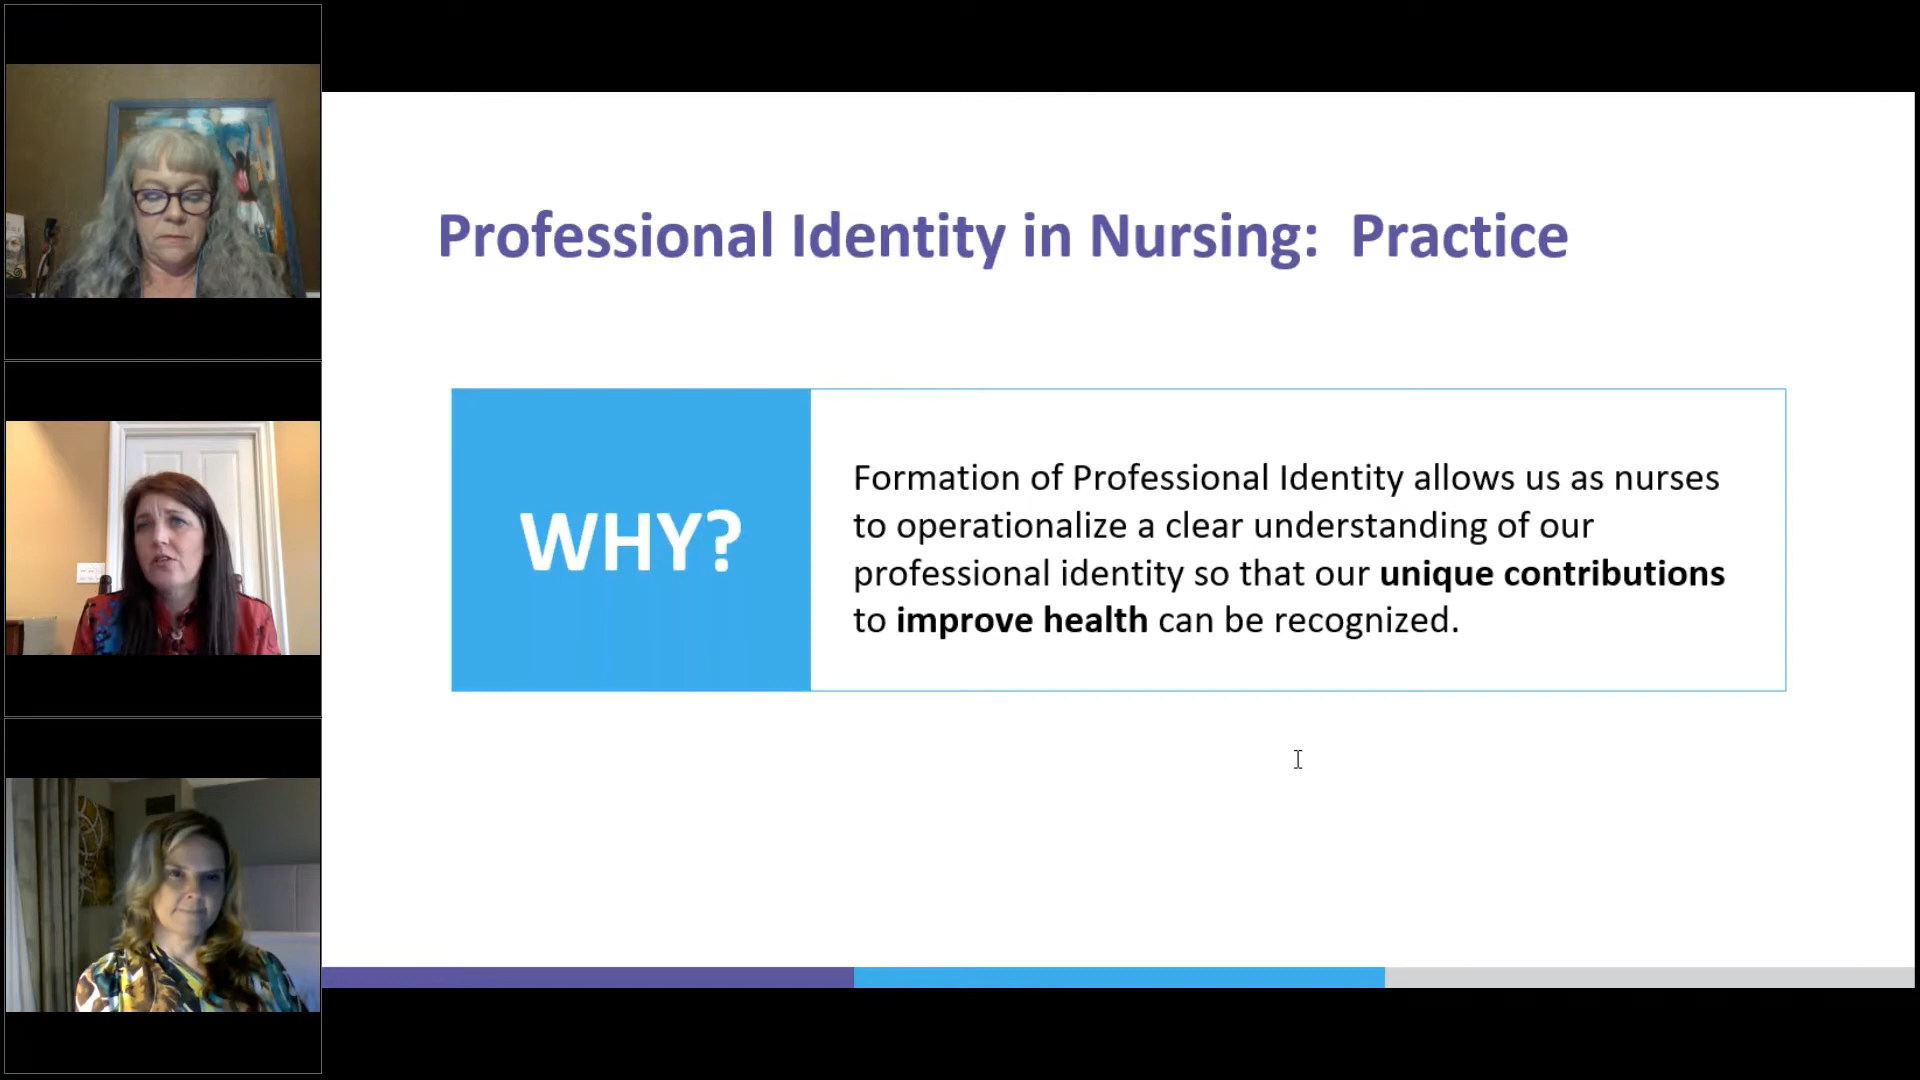 Professional Identity in Nursing: Practice
WHY?
Formation of Professional Identity allows us as nurses
to operationalize a clear understanding of our
professional identity so that our unique contributions
to improve health can be recognized.